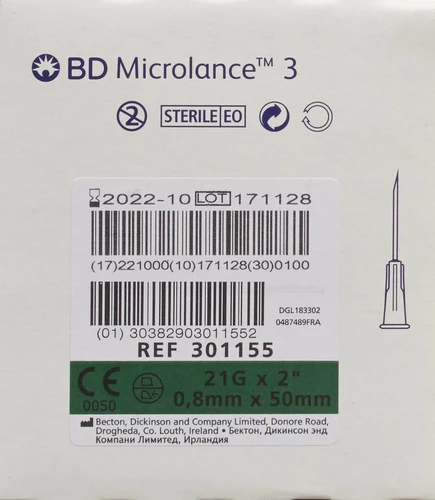 BD Microlance™ 3
2
STERILE EO
2022-10 LOT 171128
(17)221000(10)171128(30)0100
DGL183302
0487489FRA
(01) 30382903011552
REF 301155
CE
0050
21G x 2"
0,8mm x 50mm
Becton, Dickinson and Company Limited, Donore Road,
Drogheda, Co. Louth, Ireland • Бектон, Дикинсон энд
Компани Лимитед, Ирландия